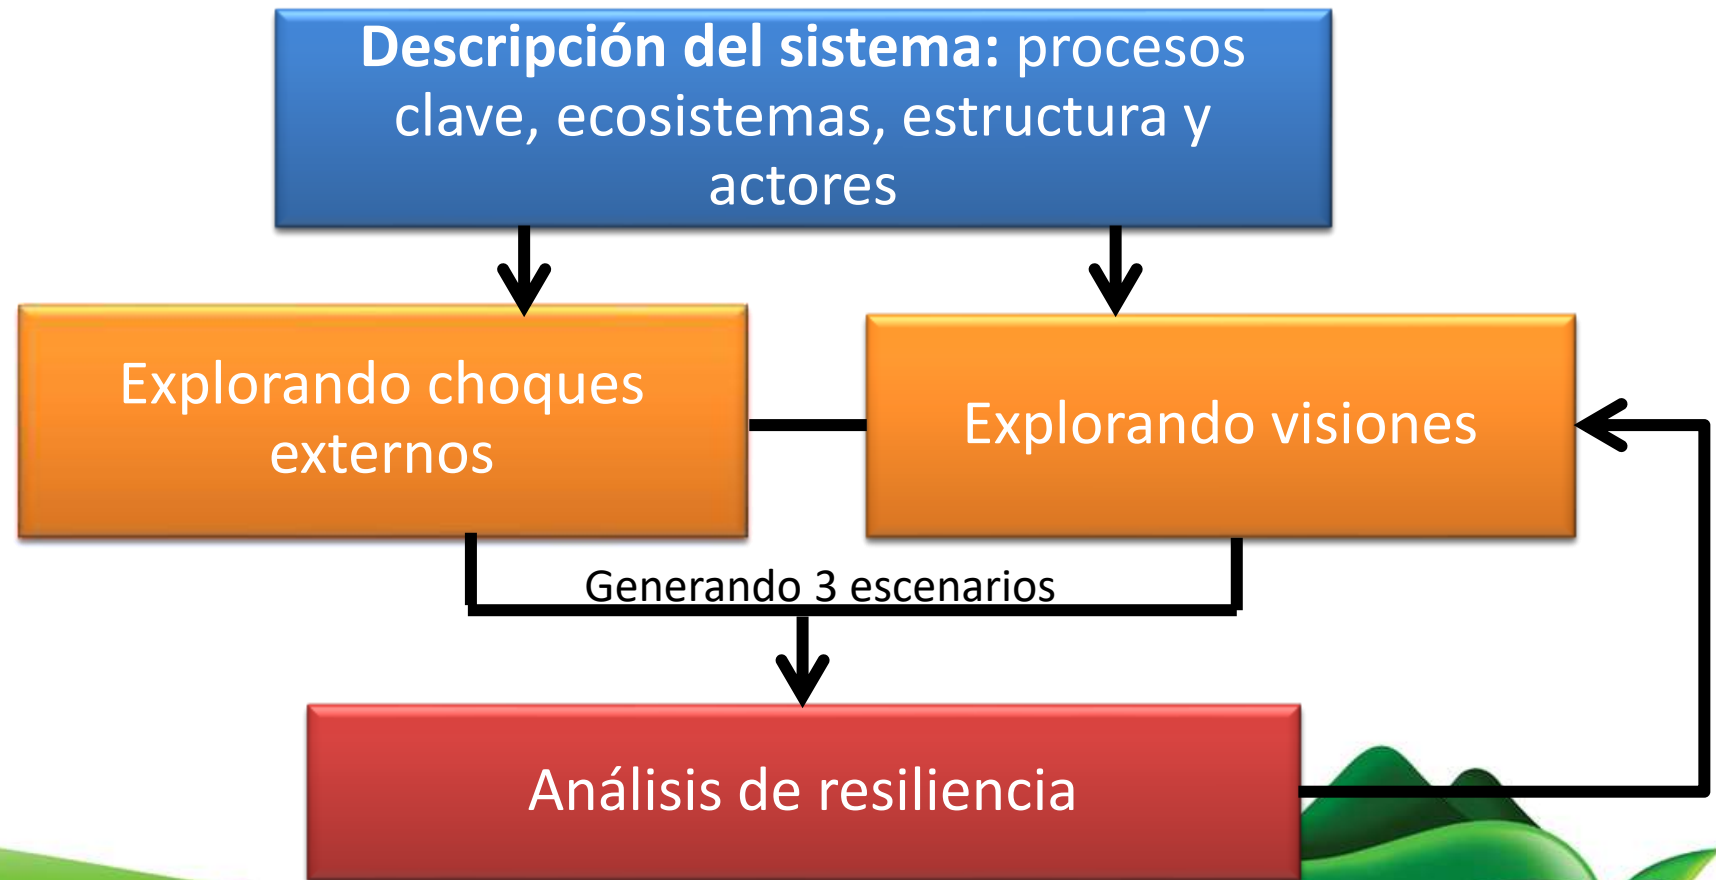 Descripción del sistema: procesos
clave, ecosistemas, estructura y
actores
Explorando choques
externos
Explorando visiones
Generando 3 escenarios
Análisis de resiliencia